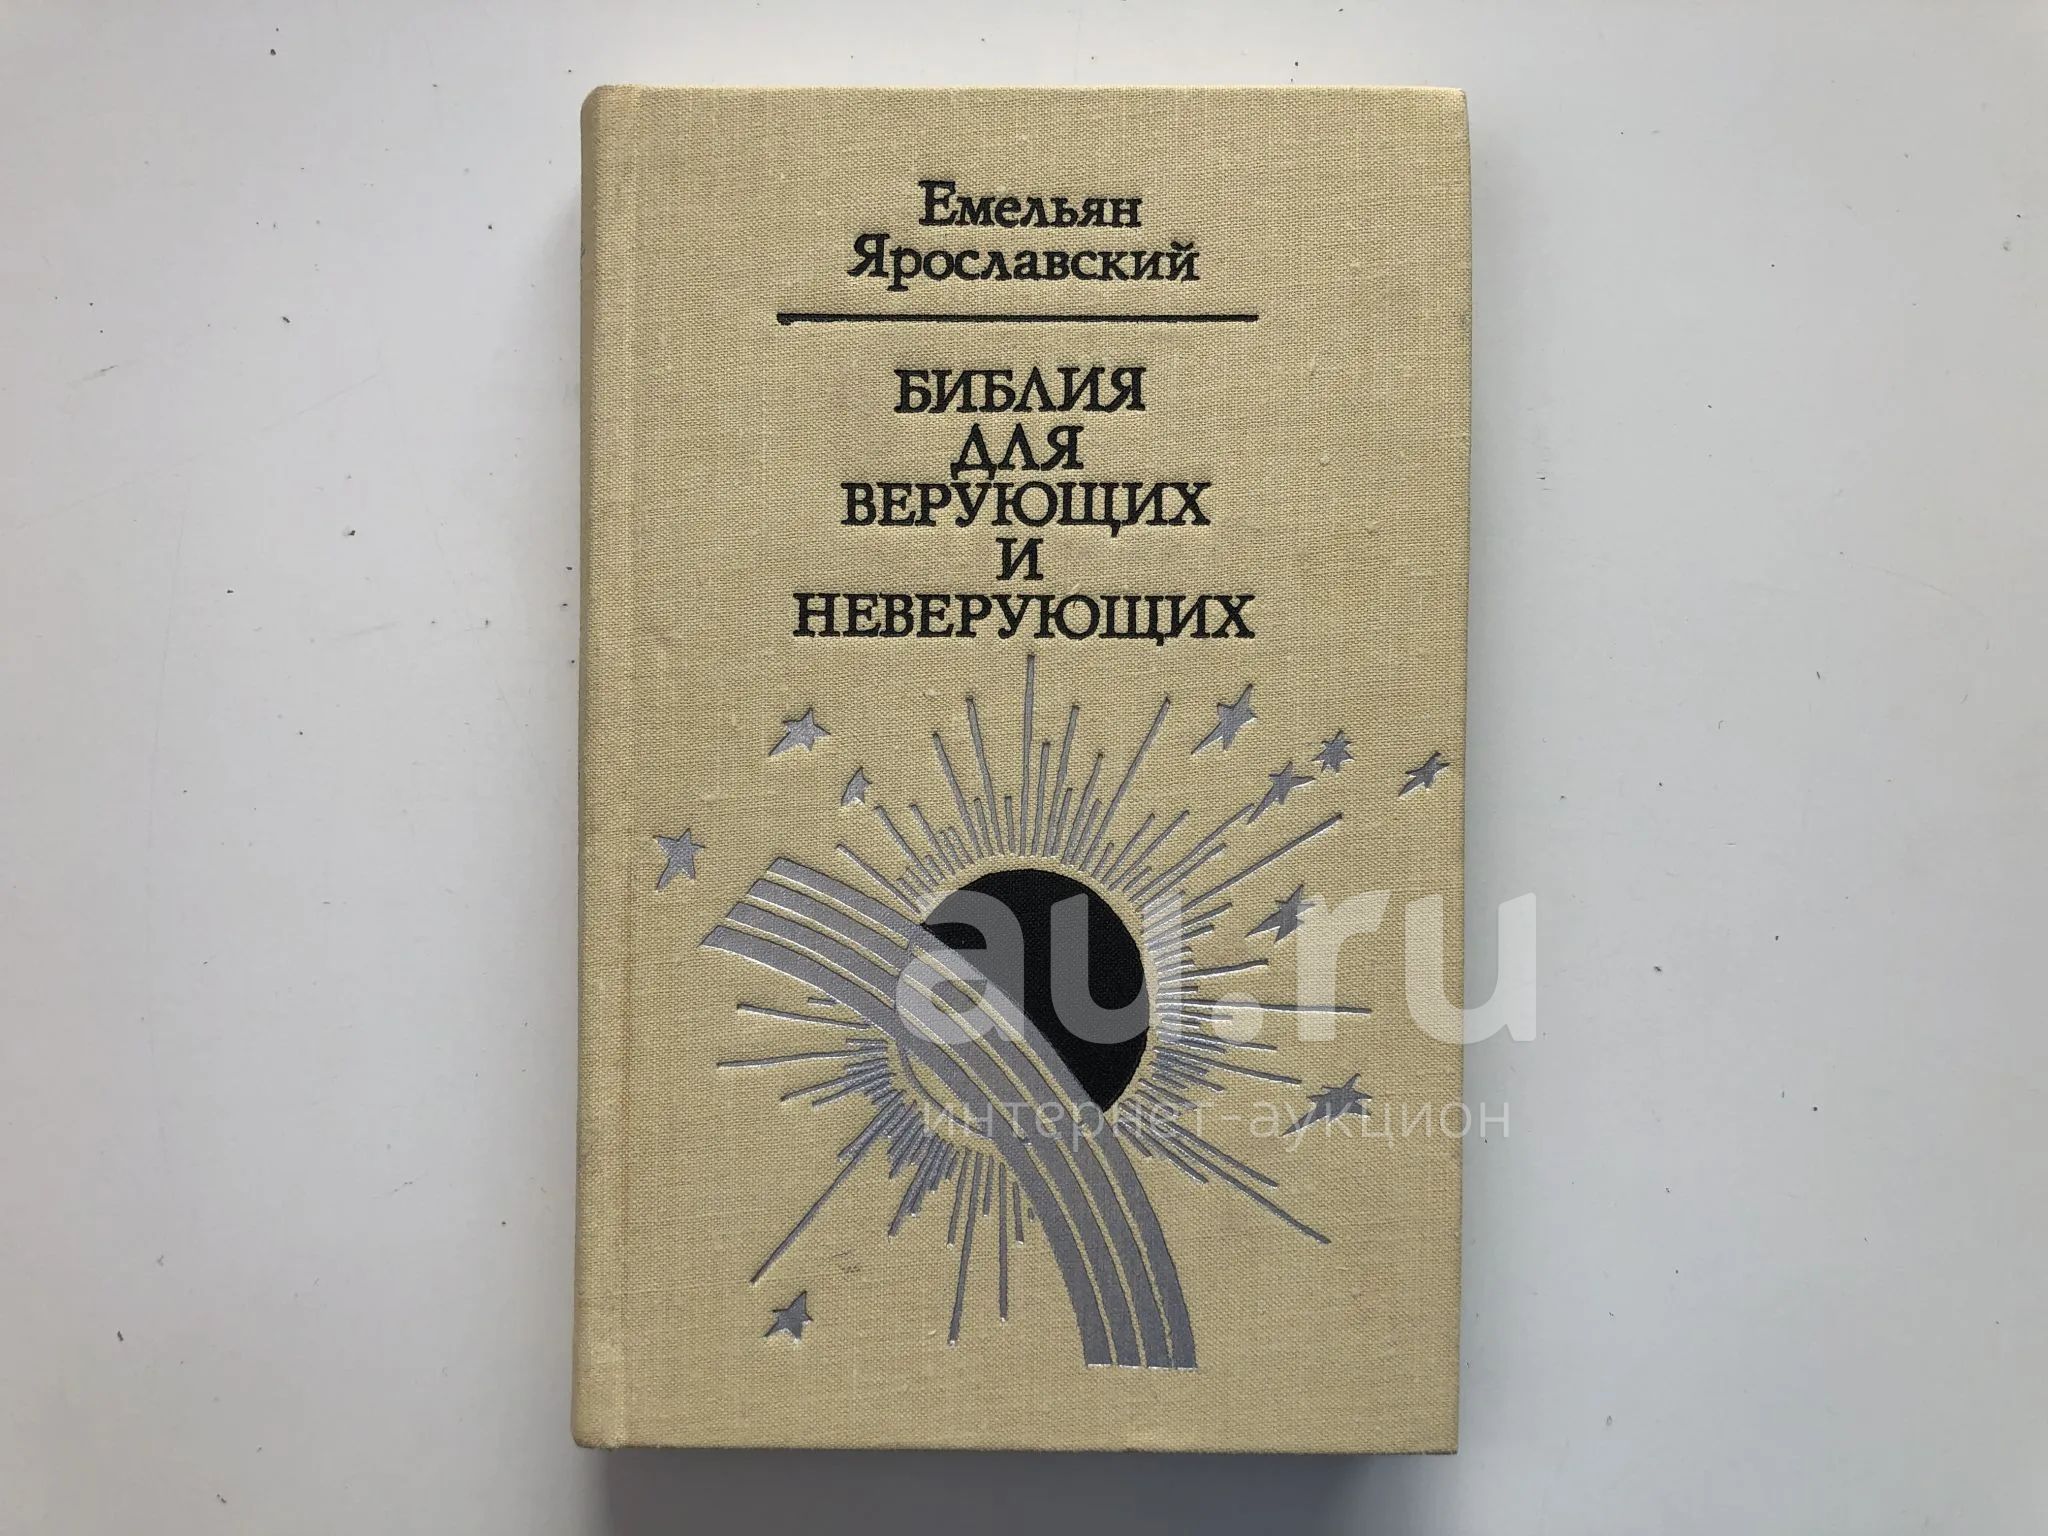 Емельян
Ярославский
БИБЛИЯ
ДЛЯ
ВЕРУЮЩИХ
И
НЕВЕРУЮЩИХ
au.ru
интернет-аукцион